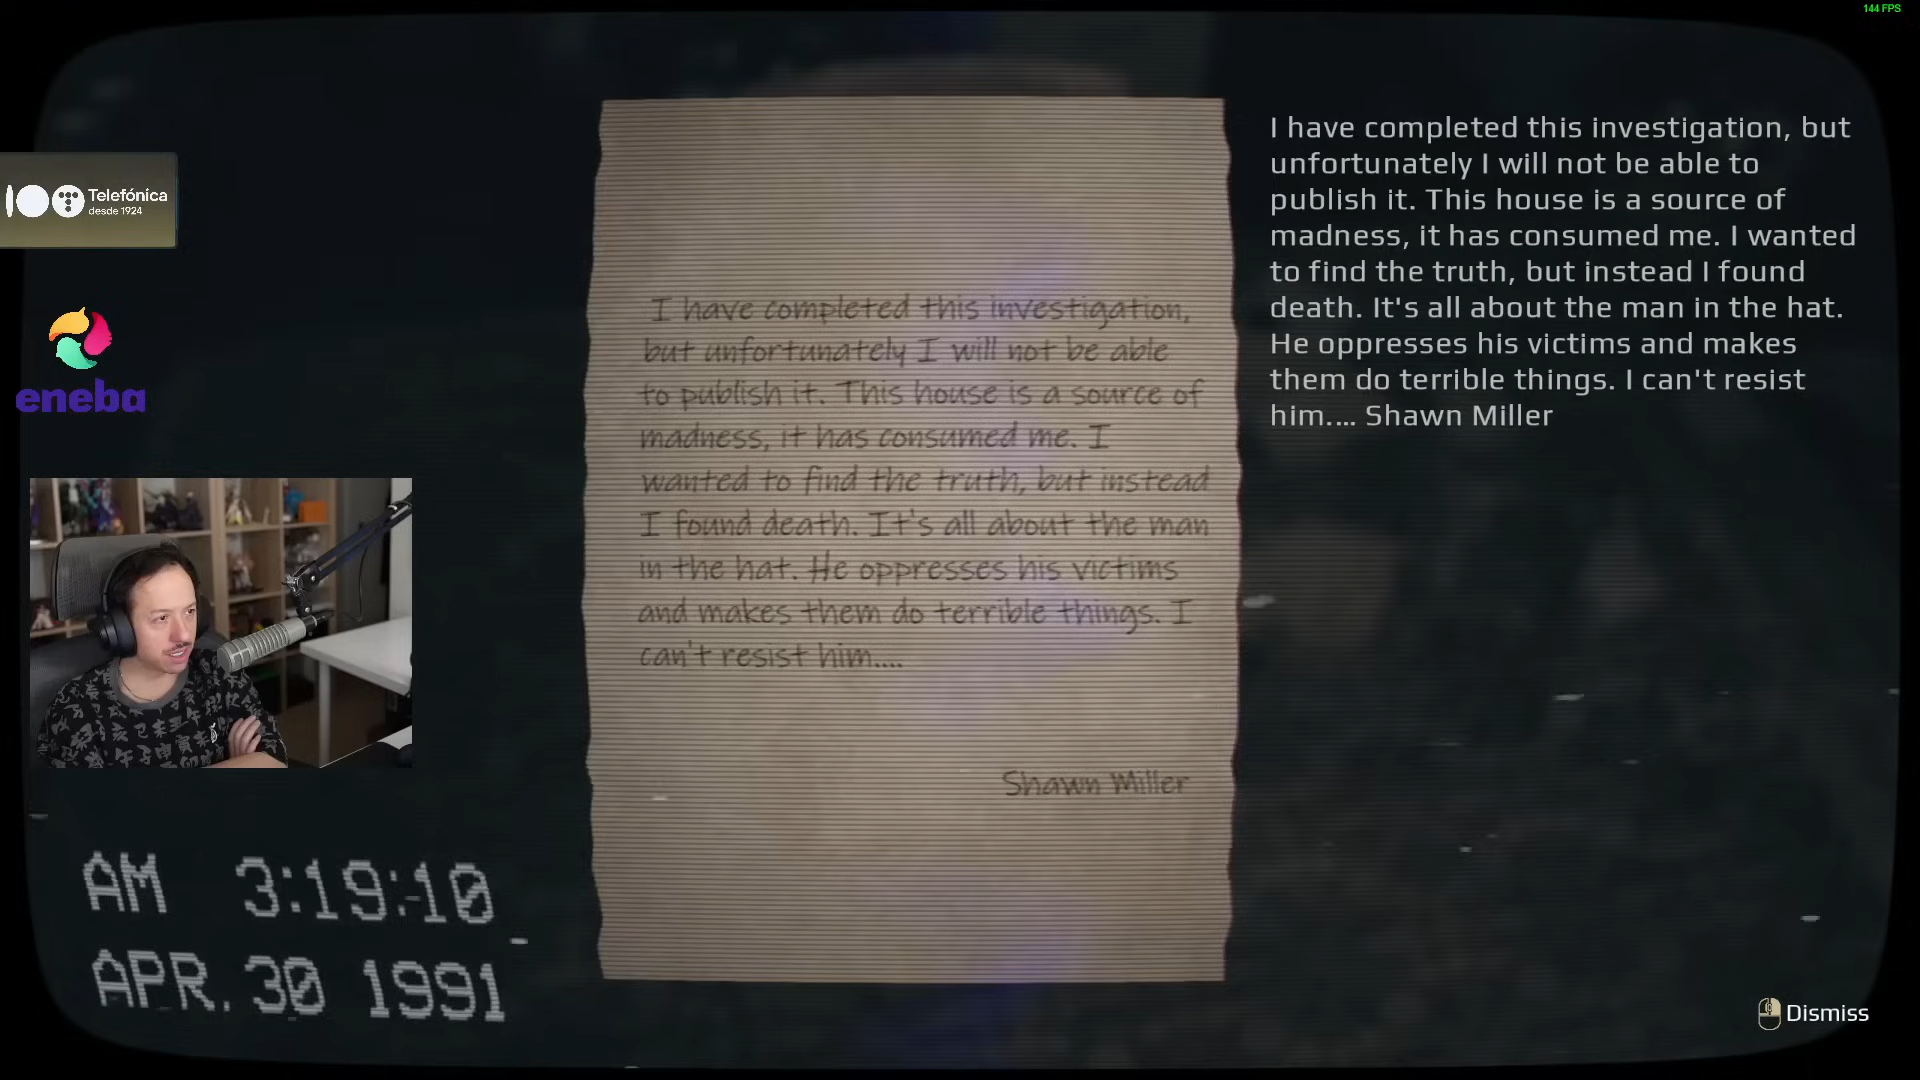 144 FPS
Telefónica
desde 1924
eneba
I have completed this investigation,
but unfortunately I will not be able
to publish it. This house is a source of
madness, it has consumed me. I
wanted to find the truth, but instead
I found death. It's all about the man
in the hat. He oppresses his victims
and makes them do terrible things. I
can't resist him....
Shawn Miller
I have completed this investigation, but
unfortunately I will not be able to
publish it. This house is a source of
madness, it has consumed me. I wanted
to find the truth, but instead I found
death. It's all about the man in the hat.
He oppresses his victims and makes
them do terrible things. I can't resist
him.... Shawn Miller
AM 3:19:10
APR. 30 1991
Dismiss